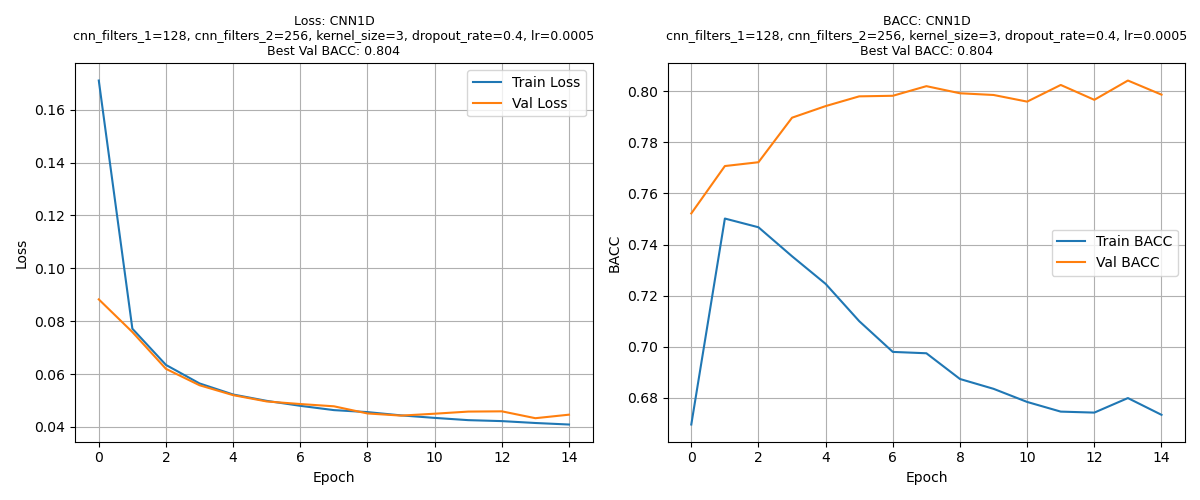 Loss: CNN1D
cnn_filters_1=128, cnn_filters_2=256, kernel_size=3, dropout_rate=0.4, lr=0.0005
Best Val BACC: 0.804
Train Loss
Val Loss
0.16
0.14
0.12
0.10
0.08
0.06
0.04
Loss
0 2 4 6 8 10 12 14
Epoch
BACC: CNN1D
cnn_filters_1=128, cnn_filters_2=256, kernel_size=3, dropout_rate=0.4, lr=0.0005
Best Val BACC: 0.804
0.80
0.78
0.76
0.74
0.72
0.70
0.68
BACC
Train BACC
Val BACC
0 2 4 6 8 10 12 14
Epoch